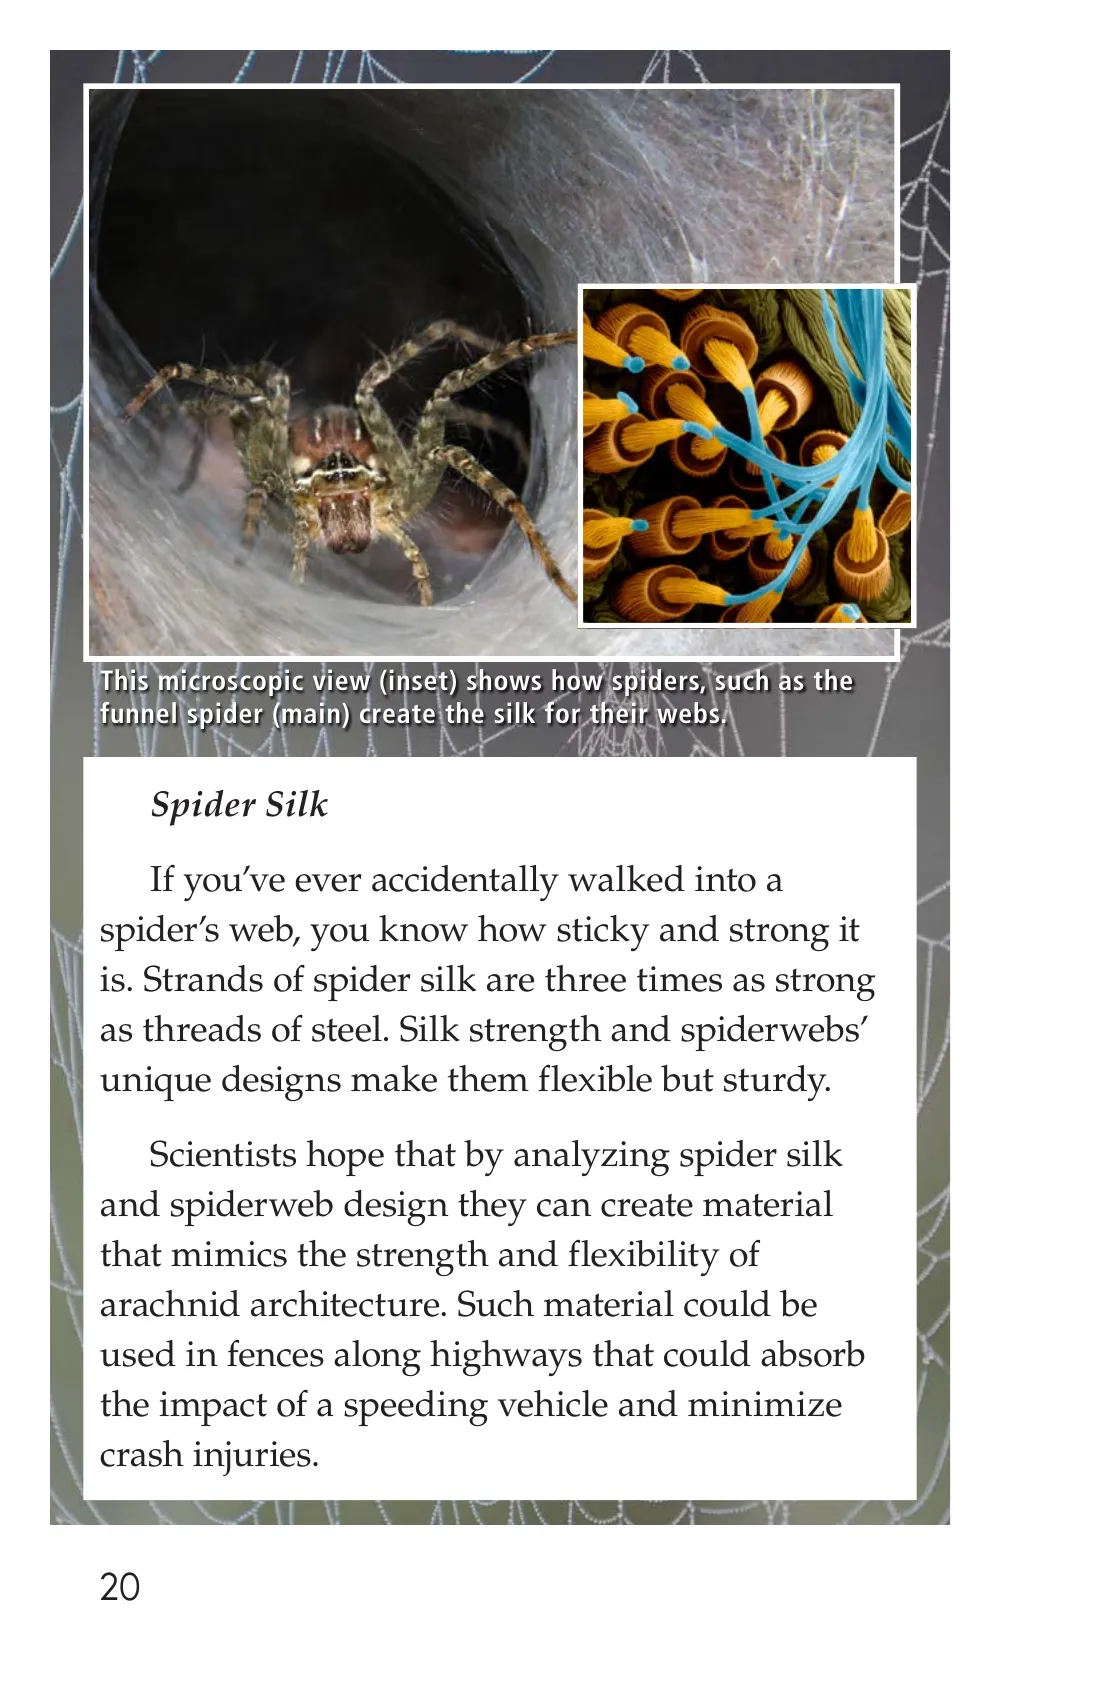 This microscopic view (inset) shows how spiders, such as the
funnel spider (main) create the silk for their webs.
Spider Silk
If you’ve ever accidentally walked into a
spider’s web, you know how sticky and strong it
is. Strands of spider silk are three times as strong
as threads of steel. Silk strength and spiderwebs’
unique designs make them flexible but sturdy.
Scientists hope that by analyzing spider silk
and spiderweb design they can create material
that mimics the strength and flexibility of
arachnid architecture. Such material could be
used in fences along highways that could absorb
the impact of a speeding vehicle and minimize
crash injuries.
20